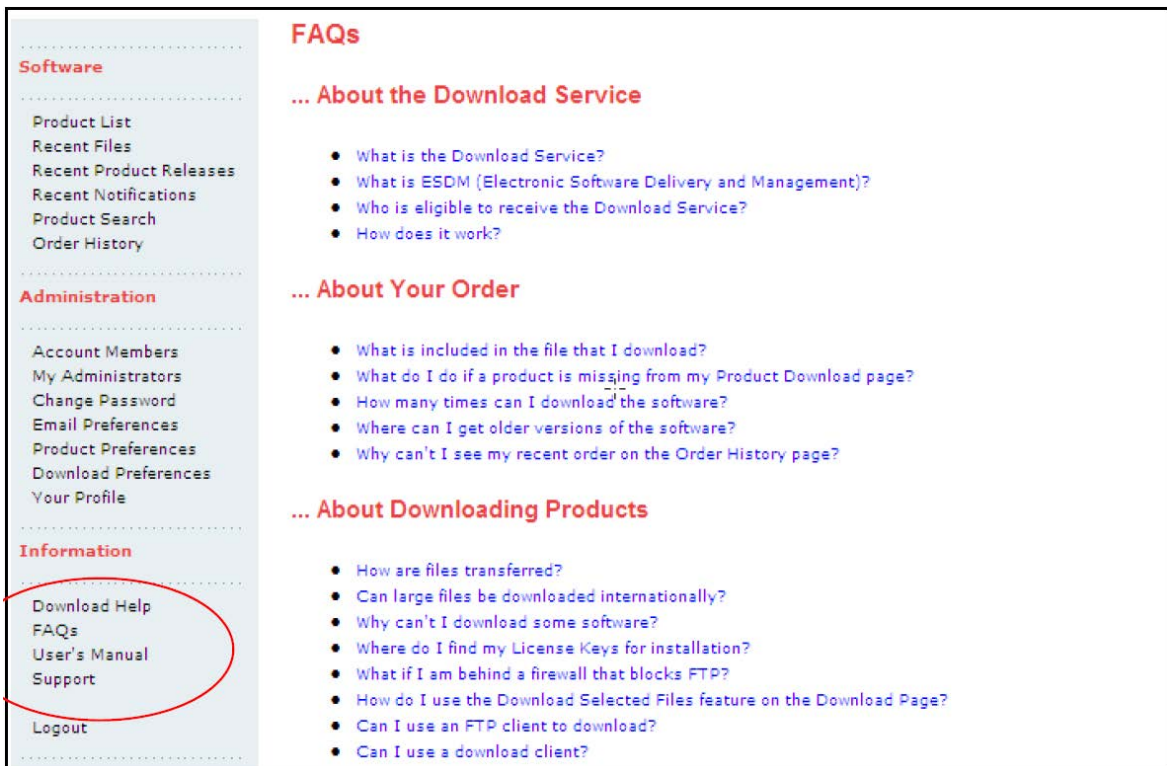 Software
Product List
Recent Files
Recent Product Releases
Recent Notifications
Product Search
Order History
Administration
Account Members
My Administrators
Change Password
Email Preferences
Product Preferences
Download Preferences
Your Profile
Information
Download Help
FAQs
User's Manual
Support
Logout
FAQs
... About the Download Service
● What is the Download Service?
● What is ESDM (Electronic Software Delivery and Management)?
● Who is eligible to receive the Download Service?
● How does it work?
... About Your Order
● What is included in the file that I download?
● What do I do if a product is missing from my Product Download page?
● How many times can I download the software?
● Where can I get older versions of the software?
● Why can't I see my recent order on the Order History page?
... About Downloading Products
● How are files transferred?
● Can large files be downloaded internationally?
● Why can't I download some software?
● Where do I find my License Keys for installation?
● What if I am behind a firewall that blocks FTP?
● How do I use the Download Selected Files feature on the Download Page?
● Can I use an FTP client to download?
● Can I use a download client?